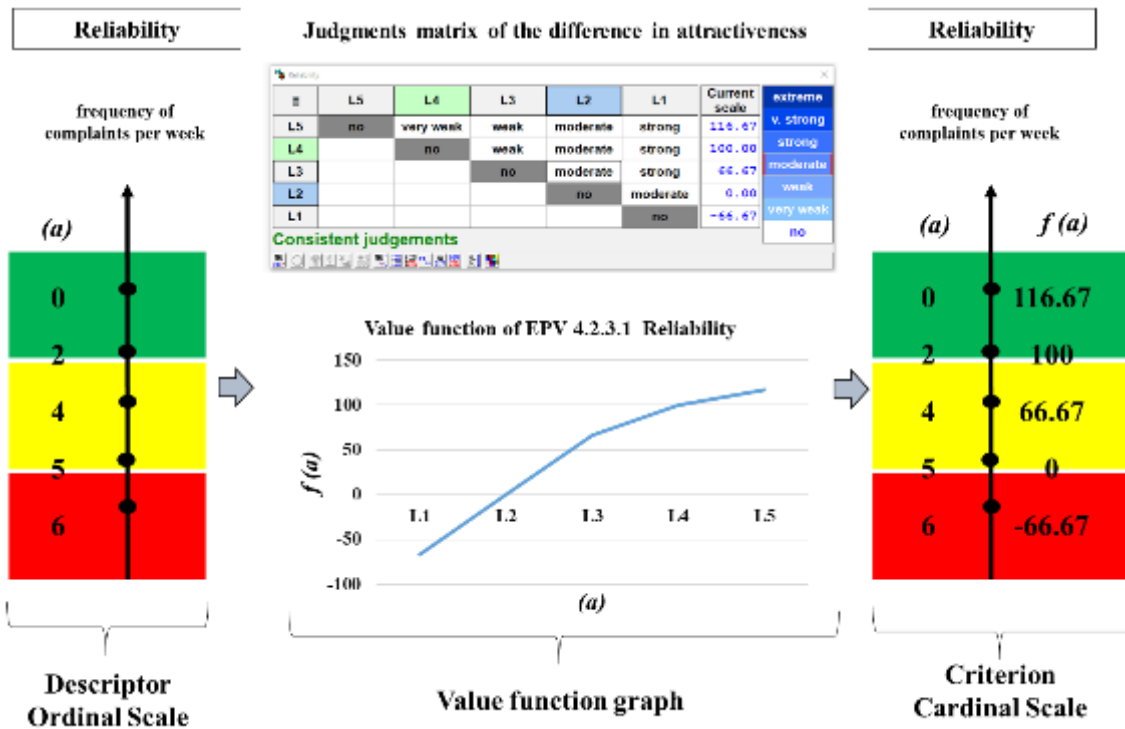 Reliability
Judgments matrix of the difference in attractiveness
Reliability
frequency of
complaints per week
(a)
0
2
4
5
6
Descriptor
Ordinal Scale
Reliability
L5 L4 L3 L2 L1 Current scale
L5 no very weak weak moderate strong 116.67
L4 no weak moderate strong 100.00
L3 no moderate strong 66.67
L2 no moderate 0.00
L1 no -66.67
extreme
v. strong
strong
moderate
weak
very weak
no
Consistent judgements
Value function of EPV 4.2.3.1 Reliability
150
100
50
0
-50
-100
f (a)
L1 L2 L3 L4 L5
(a)
Value function graph
frequency of
complaints per week
(a) f (a)
0 116.67
2 100
4 66.67
5 0
6 -66.67
Criterion
Cardinal Scale